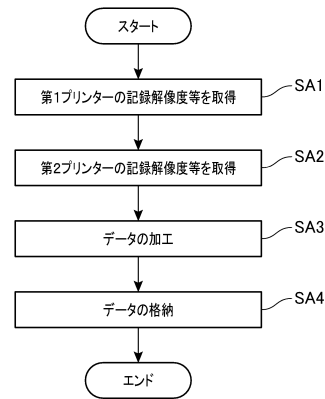 スタート
第1プリンターの記録解像度等を取得
SA1
第2プリンターの記録解像度等を取得
SA2
データの加工
SA3
データの格納
SA4
エンド